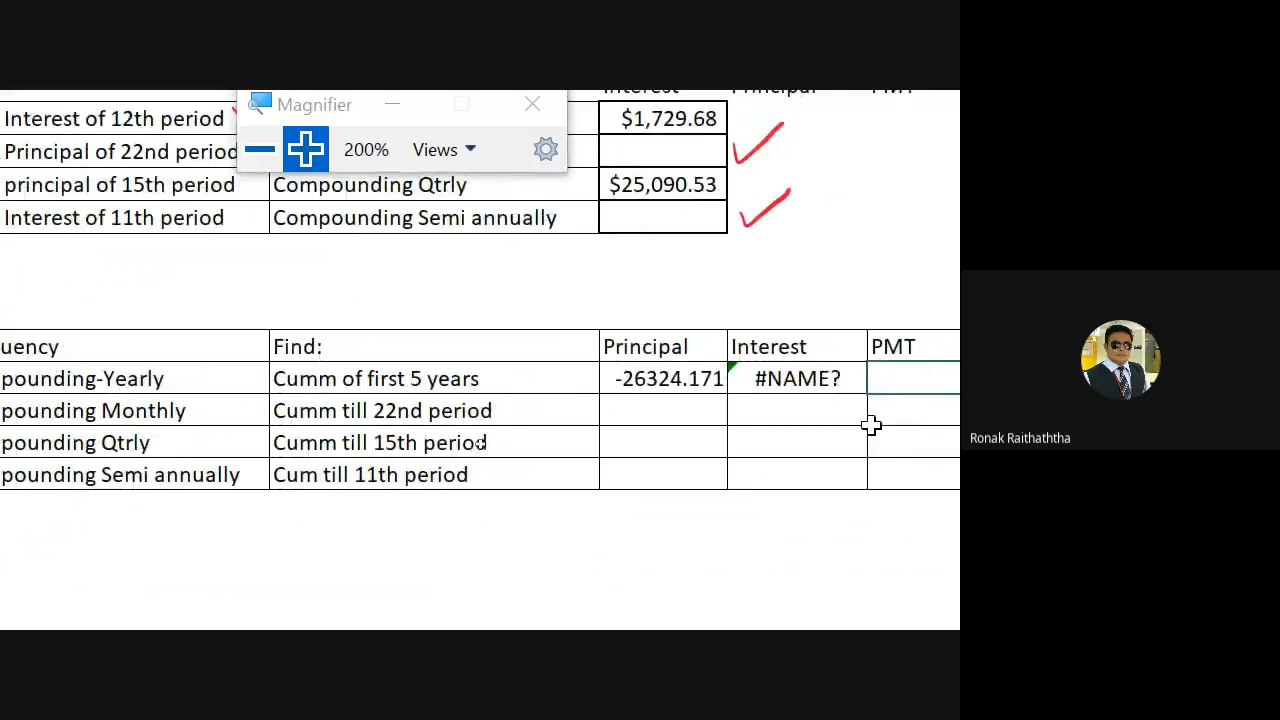 Interest Principal PMT
Magnifier
Interest of 12th period $1,729.68
200% Views
Principal of 22nd period
principal of 15th period Compounding Qtrly $25,090.53
Interest of 11th period Compounding Semi annually
uency Find: Principal Interest PMT
pounding-Yearly Cumm of first 5 years -26324.171 #NAME?
pounding Monthly Cumm till 22nd period
pounding Qtrly Cumm till 15th period
pounding Semi annually Cum till 11th period
Ronak Raithaththa